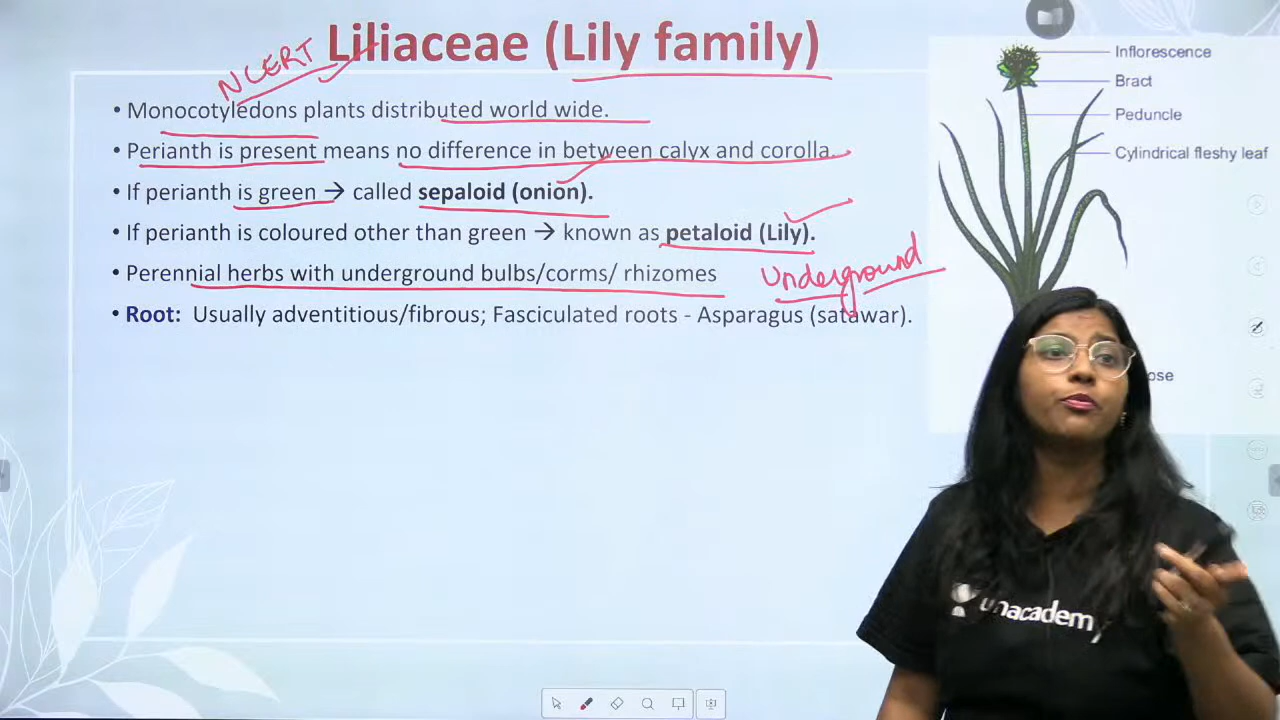 Liliaceae (Lily family)
NCERT
• Monocotyledons plants distributed world wide.
• Perianth is present means no difference in between calyx and corolla.
• If perianth is green → called sepaloid (onion).
• If perianth is coloured other than green → known as petaloid (Lily).
• Perennial herbs with underground bulbs/corms/ rhizomes
Underground
• Root: Usually adventitious/fibrous; Fasciculated roots - Asparagus (satawar).
Inflorescence
Bract
Peduncle
Cylindrical fleshy leaf
unacademy